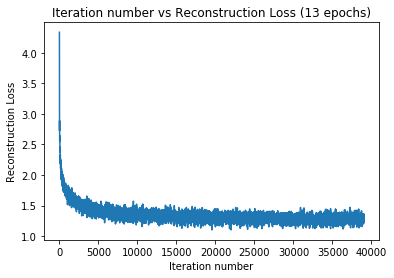 Iteration number vs Reconstruction Loss (13 epochs)
Reconstruction Loss
4.0
3.5
3.0
2.5
2.0
1.5
1.0
0 5000 10000 15000 20000 25000 30000 35000 40000
Iteration number